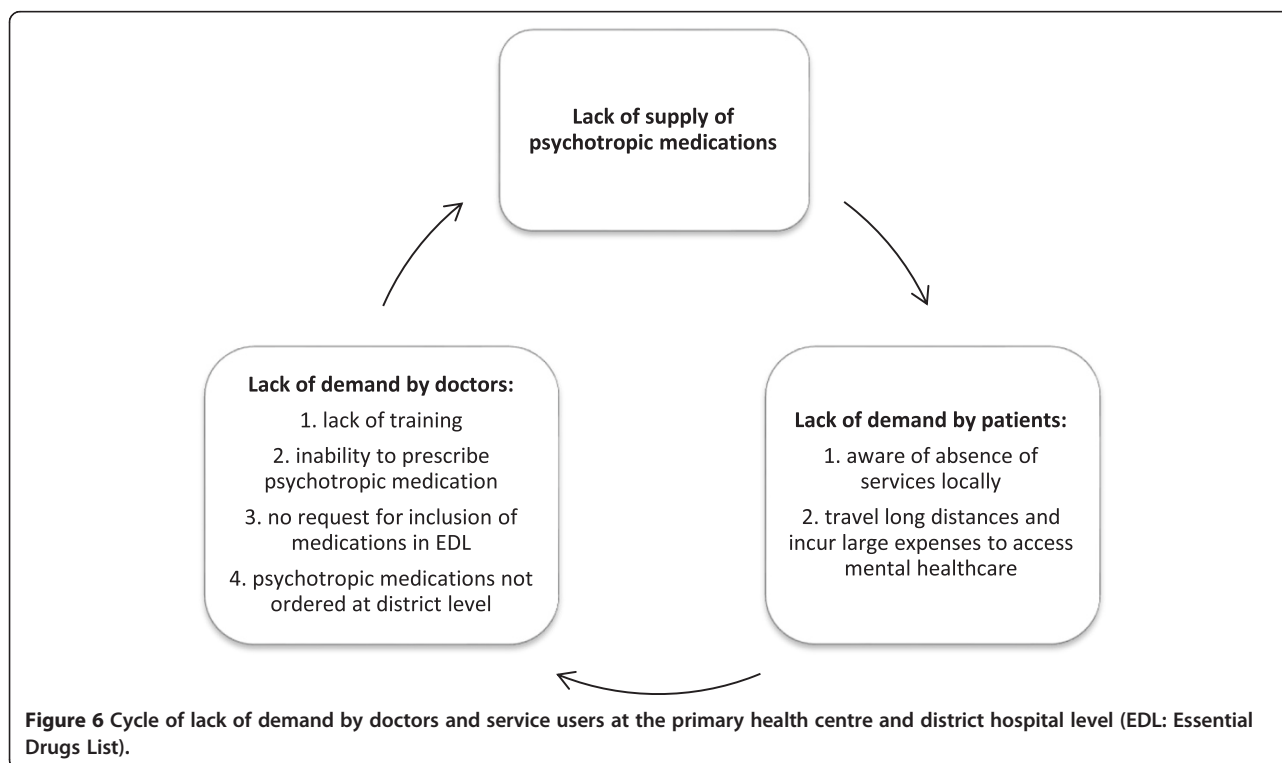 Lack of supply of
psychotropic medications
Lack of demand by doctors:
1. lack of training
2. inability to prescribe
psychotropic medication
3. no request for inclusion of
medications in EDL
4. psychotropic medications not
ordered at district level
Lack of demand by patients:
1. aware of absence of
services locally
2. travel long distances and
incur large expenses to access
mental healthcare
Figure 6 Cycle of lack of demand by doctors and service users at the primary health centre and district hospital level (EDL: Essential
Drugs List).